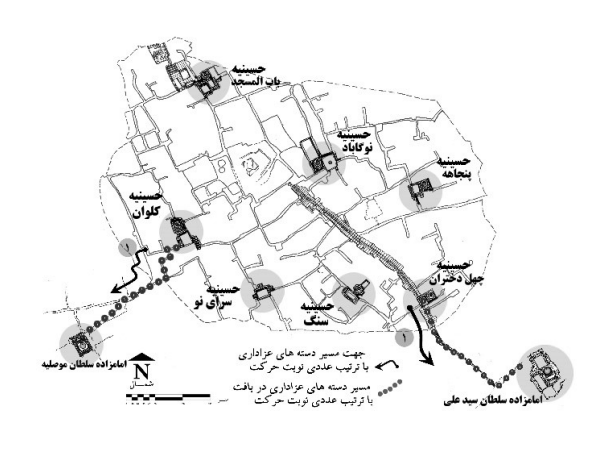 حسینیه
باب المسجد
حسینیه
نوگاباد
حسینیه
پنجاهه
حسینیه
کلوان
۱
حسینیه
سرای نو
حسینیه
سنگ
حسینیه
چهل دختران
۱
امامزاده سلطان موصلیه
N
شمال
جهت مسیر دسته های عزاداری
با ترتیب عددی نوبت حرکت
مسیر دسته های عزاداری در بافت
با ترتیب عددی نوبت حرکت
امامزاده سلطان سید علی